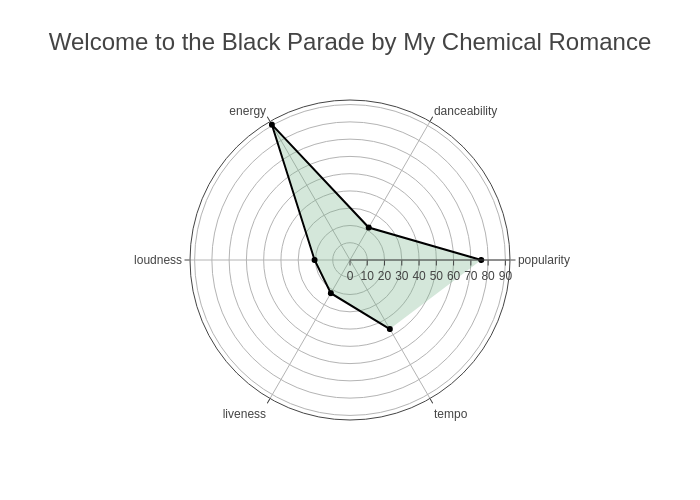 Welcome to the Black Parade by My Chemical Romance
energy
danceability
loudness
popularity
0 10 20 30 40 50 60 70 80 90
liveness
tempo